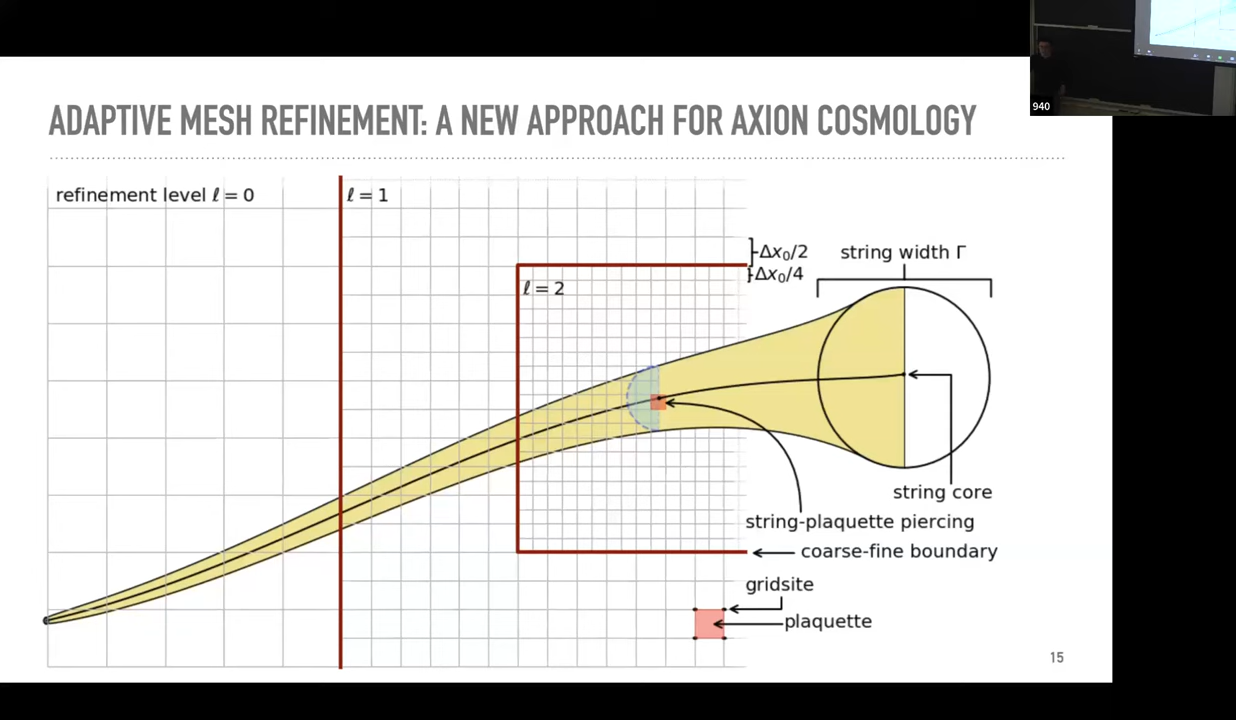 940
ADAPTIVE MESH REFINEMENT: A NEW APPROACH FOR AXION COSMOLOGY
refinement level ℓ = 0
ℓ = 1
Δx₀/2
string width Γ
Δx₀/4
ℓ = 2
string core
string-plaquette piercing
coarse-fine boundary
gridsite
plaquette
15